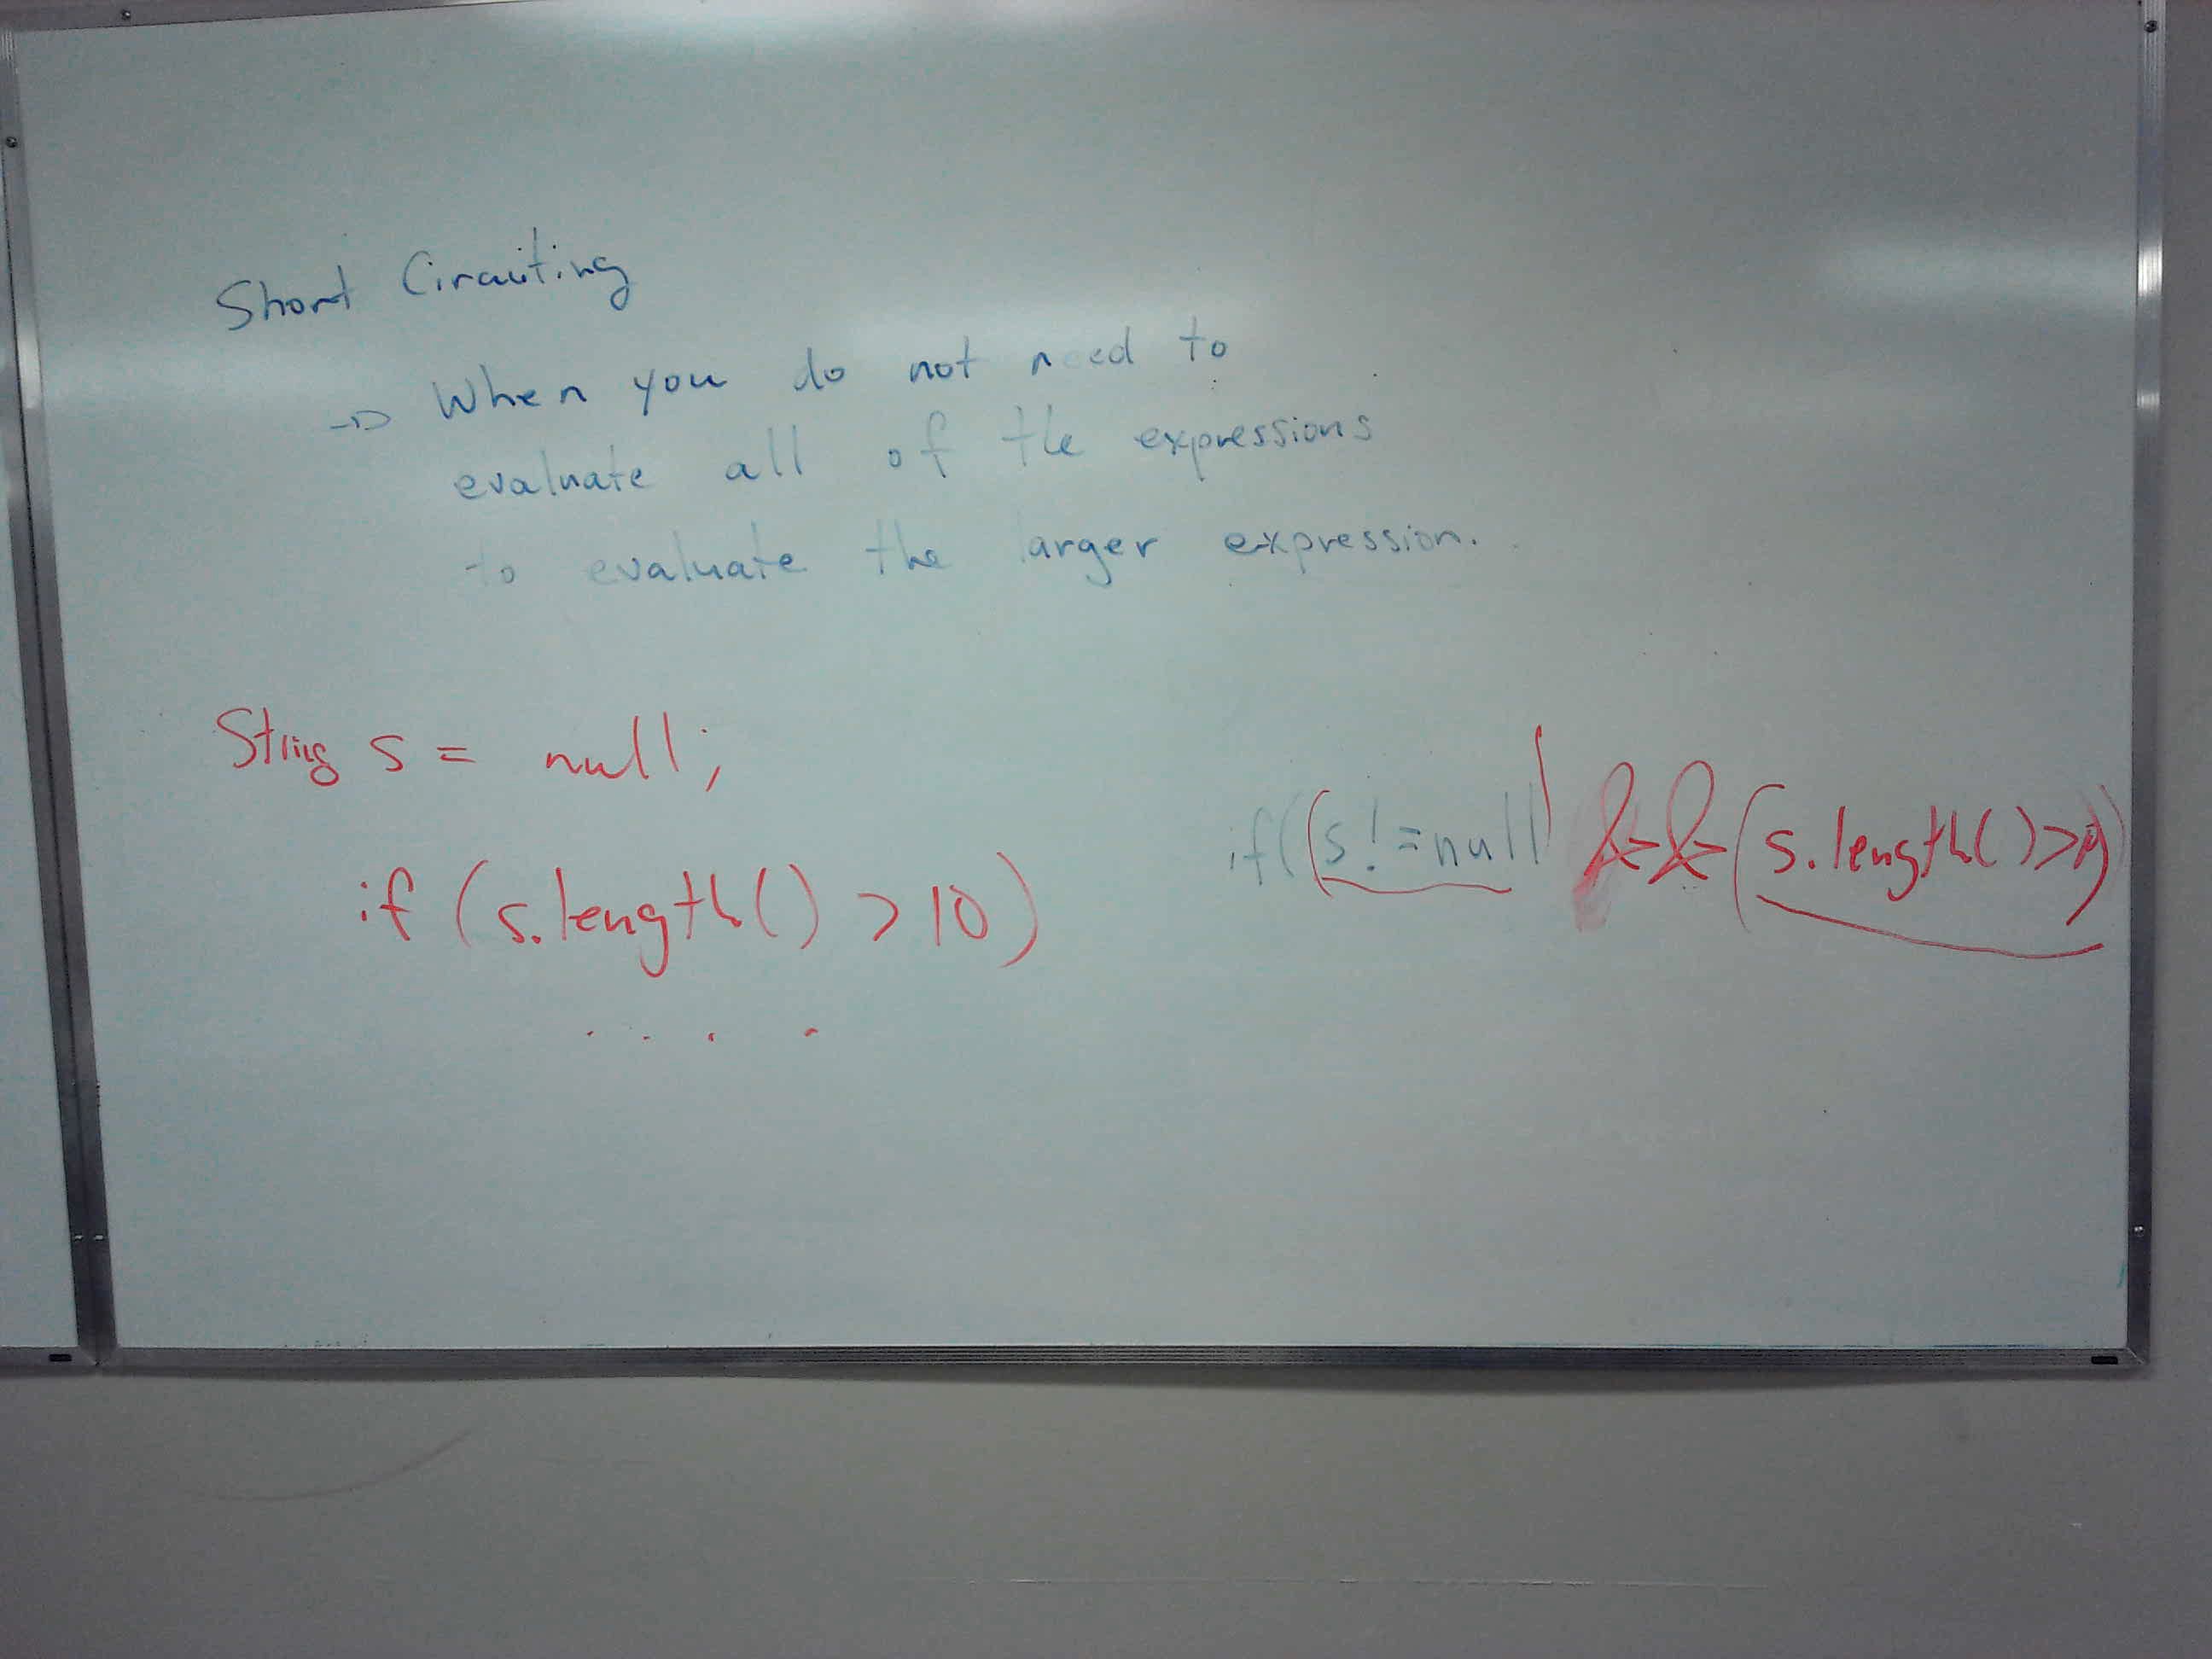 Short Circuiting
→ When you do not need to
evaluate all of the expressions
to evaluate the larger expression.
String s = null;
if((s!=null) && (s.length()>
if (s.length() > 10)
. . . .